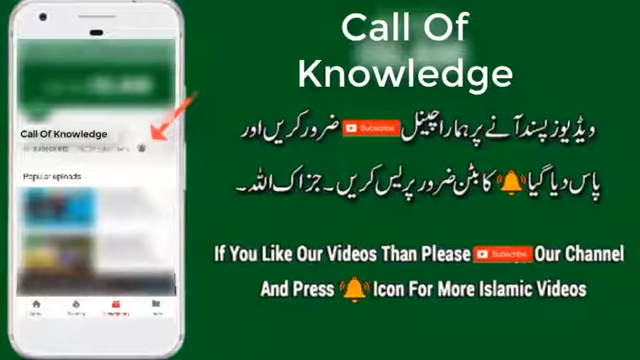 Call Of
Knowledge
Call Of Knowledge
Popular uploads
ویڈیوز پسند آنے پر ہمارا چینل Subscribe ضرور کریں اور
پاس دیا گیا کا بٹن ضرور پریس کریں۔ جزاک اللہ۔
If You Like Our Videos Than Please Subscribe Our Channel
And Press Icon For More Islamic Videos